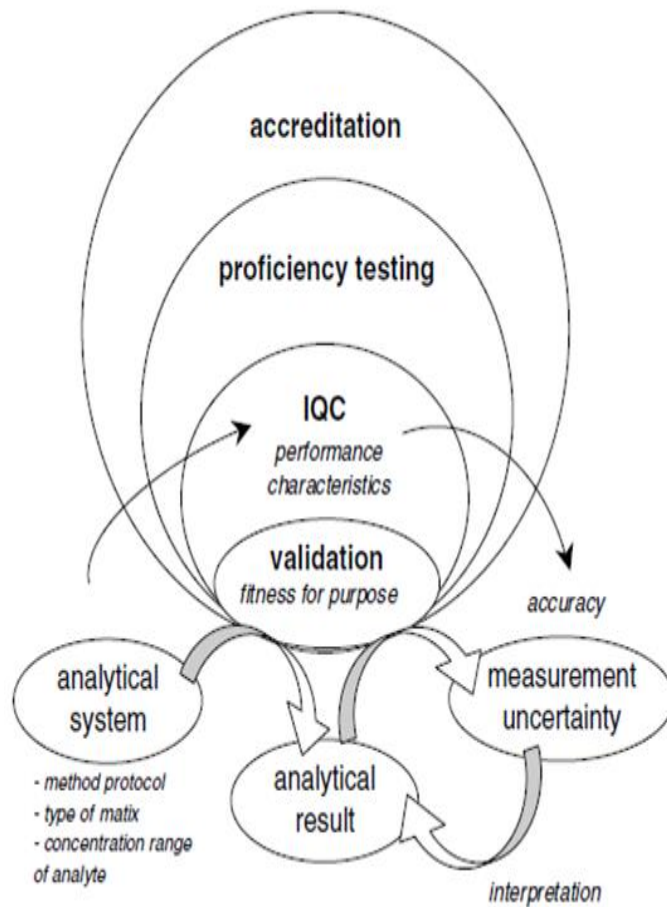 accreditation
proficiency testing
IQC
performance
characteristics
validation
fitness for purpose
accuracy
analytical
system
measurement
uncertainty
- method protocol
- type of matix
- concentration range
of analyte
analytical
result
interpretation